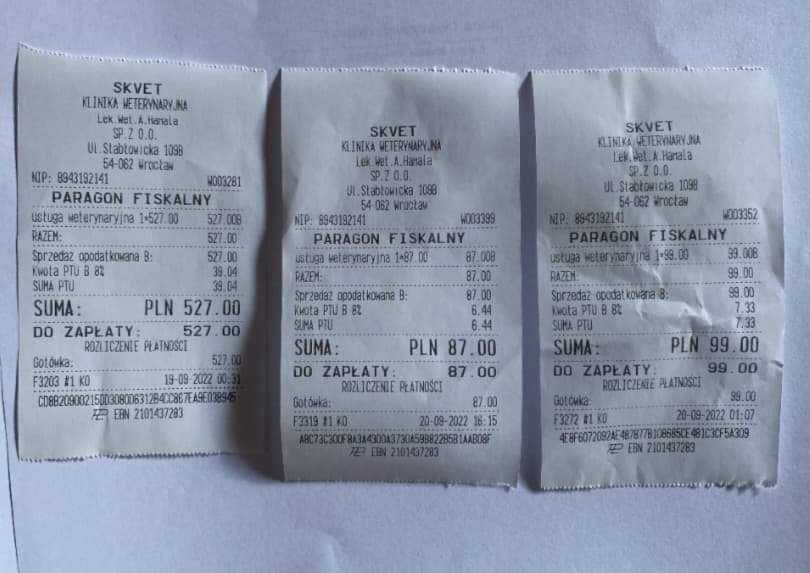 SKVET
KLINIKA WETERYNARYJNA
Lek.Wet.A.Hamala
SP.Z O.O.
Ul.Stabłowicka 109B
54-062 Wrocław
NIP: 8943192141 W003281
PARAGON FISKALNY
usługa weterynaryjna 1*527.00 527.00B
RAZEM: 527.00
Sprzedaż opodatkowana B: 527.00
Kwota PTU B 8% 39.04
SUMA PTU 39.04
SUMA: PLN 527.00
DO ZAPŁATY: 527.00
ROZLICZENIE PŁATNOŚCI
Gotówka: 527.00
F3203 #1 KO 19-09-2022 00:31
EBN 2101437283
SKVET
KLINIKA WETERYNARYJNA
Lek.Wet.A.Hamala
SP.Z O.O.
Ul.Stabłowicka 109B
54-062 Wrocław
NIP: 8943192141 W003399
PARAGON FISKALNY
usługa weterynaryjna 1*87.00 87.00B
RAZEM: 87.00
Sprzedaż opodatkowana B: 87.00
Kwota PTU B 8% 6.44
SUMA PTU 6.44
SUMA: PLN 87.00
DO ZAPŁATY: 87.00
ROZLICZENIE PŁATNOŚCI
Gotówka: 87.00
F3319 #1 KO 20-09-2022 16:15
EBN 2101437283
SKVET
KLINIKA WETERYNARYJNA
Lek.Wet.A.Hamala
SP.Z O.O.
Ul.Stabłowicka 109B
54-062 Wrocław
NIP: 8943192141 W003352
PARAGON FISKALNY
usługa weterynaryjna 1*99.00 99.00B
RAZEM: 99.00
Sprzedaż opodatkowana B: 99.00
Kwota PTU B 8% 7.33
SUMA PTU 7.33
SUMA: PLN 99.00
DO ZAPŁATY: 99.00
ROZLICZENIE PŁATNOŚCI
Gotówka: 99.00
F3272 #1 KO 20-09-2022 01:07
EBN 2101437283